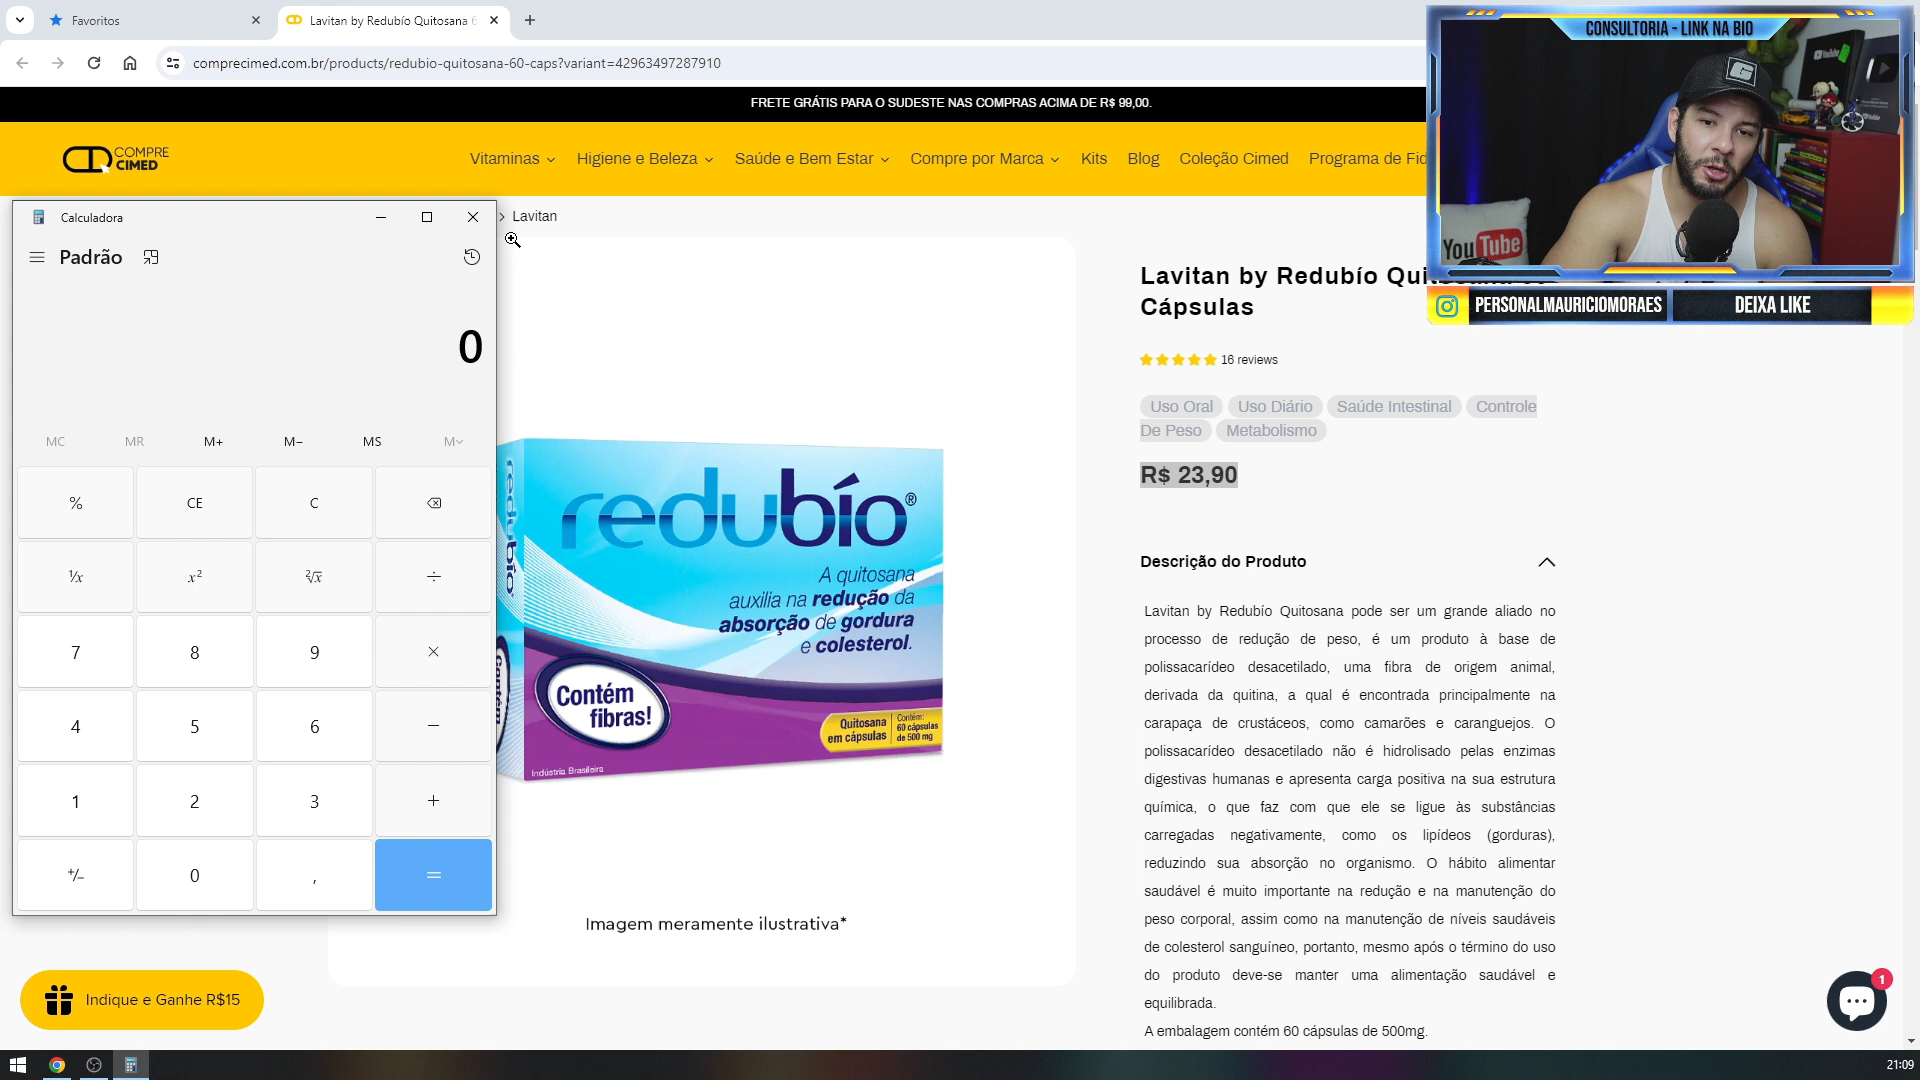 Favoritos
Lavitan by Redubío Quitosana 6
comprecimed.com.br/products/redubio-quitosana-60-caps?variant=42963497287910
FRETE GRÁTIS PARA O SUDESTE NAS COMPRAS ACIMA DE R$ 99,00.
COMPRE
CIMED
Vitaminas
Higiene e Beleza
Saúde e Bem Estar
Compre por Marca
Kits
Blog
Coleção Cimed
Programa de Fid
CONSULTORIA - LINK NA BIO
YouTube
PERSONALMAURICIOMORAES
DEIXA LIKE
Calculadora
> Lavitan
Padrão
0
MC MR M+ M− MS M
% CE C
¹/x x² ²√x ÷
7 8 9 ×
4 5 6 −
1 2 3 +
+/− 0 , =
redubío
redubío®
A quitosana
auxilia na redução da
absorção de gordura
e colesterol.
Contém
Contém
fibras!
Quitosana
em cápsulas
Contém:
60 cápsulas
de 500 mg
Indústria Brasileira
Imagem meramente ilustrativa*
Lavitan by Redubío
Cápsulas
16 reviews
Uso Oral Uso Diário Saúde Intestinal Controle
De Peso Metabolismo
R$ 23,90
Descrição do Produto
Lavitan by Redubío Quitosana pode ser um grande aliado no
processo de redução de peso, é um produto à base de
polissacarídeo desacetilado, uma fibra de origem animal,
derivada da quitina, a qual é encontrada principalmente na
carapaça de crustáceos, como camarões e caranguejos. O
polissacarídeo desacetilado não é hidrolisado pelas enzimas
digestivas humanas e apresenta carga positiva na sua estrutura
química, o que faz com que ele se ligue às substâncias
carregadas negativamente, como os lipídeos (gorduras),
reduzindo sua absorção no organismo. O hábito alimentar
saudável é muito importante na redução e na manutenção do
peso corporal, assim como na manutenção de níveis saudáveis
de colesterol sanguíneo, portanto, mesmo após o término do uso
do produto deve-se manter uma alimentação saudável e
equilibrada.
A embalagem contém 60 cápsulas de 500mg.
Indique e Ganhe R$15
1
21:09